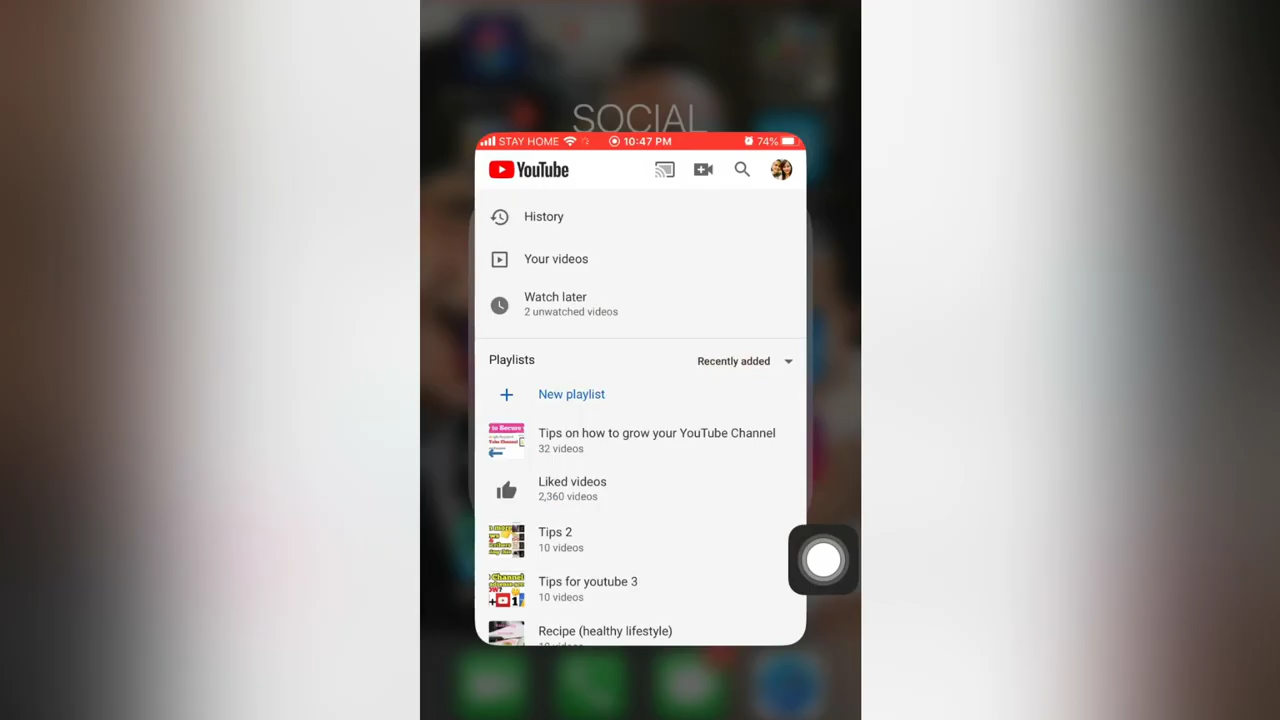 SOCIAL
STAY HOME 10:47 PM 74%
YouTube
History
Your videos
Watch later
2 unwatched videos
Playlists Recently added
+ New playlist
Tips on how to grow your YouTube Channel
32 videos
Liked videos
2,360 videos
Tips 2
10 videos
Tips for youtube 3
10 videos
Recipe (healthy lifestyle)